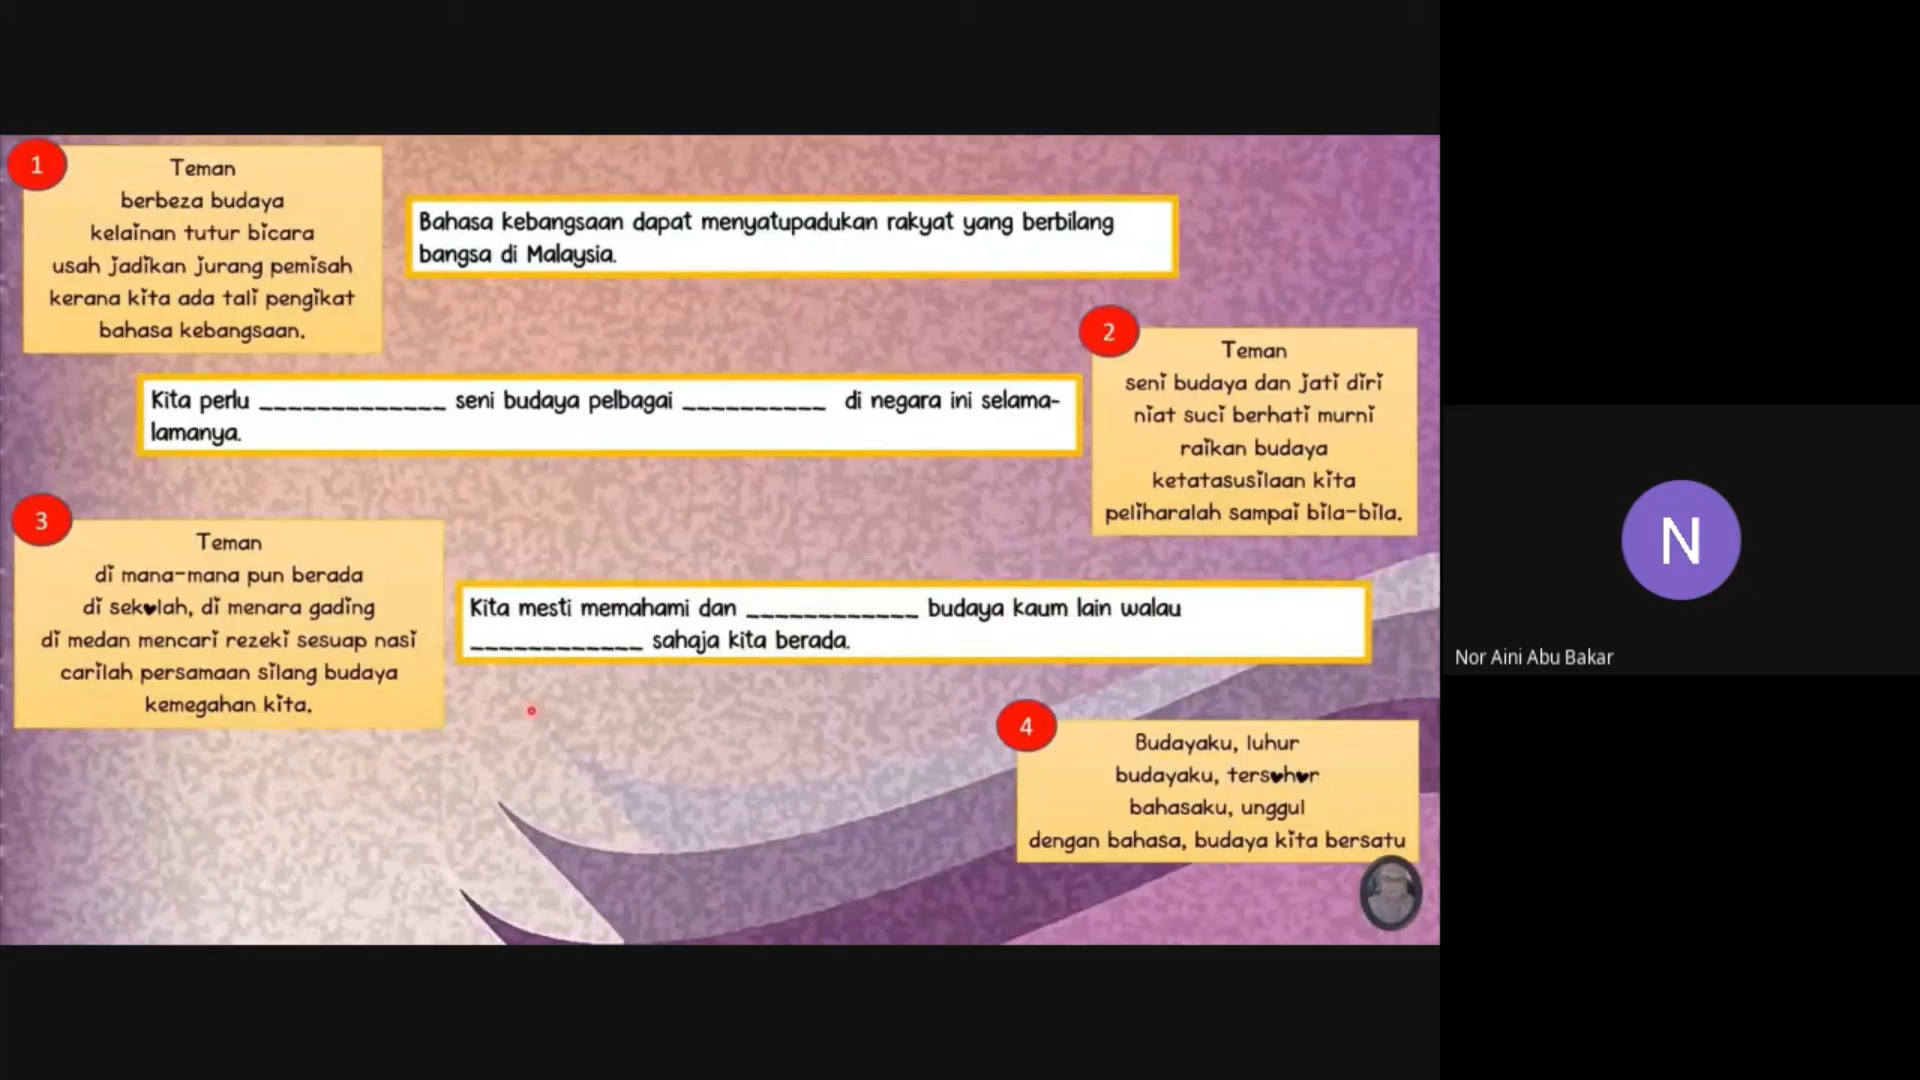 1
Teman
berbeza budaya
kelainan tutur bicara
usah jadikan jurang pemisah
kerana kita ada tali pengikat
bahasa kebangsaan.
Bahasa kebangsaan dapat menyatupadukan rakyat yang berbilang
bangsa di Malaysia.
2
Teman
seni budaya dan jati diri
niat suci berhati murni
raikan budaya
ketatasusilaan kita
peliharalah sampai bila-bila.
Kita perlu _____________ seni budaya pelbagai __________ di negara ini selama-
lamanya.
3
Teman
di mana-mana pun berada
di sek♥lah, di menara gading
di medan mencari rezeki sesuap nasi
carilah persamaan silang budaya
kemegahan kita.
Kita mesti memahami dan ____________ budaya kaum lain walau
____________ sahaja kita berada.
4
Budayaku, luhur
budayaku, ters♥h♥r
bahasaku, unggul
dengan bahasa, budaya kita bersatu
N
Nor Aini Abu Bakar